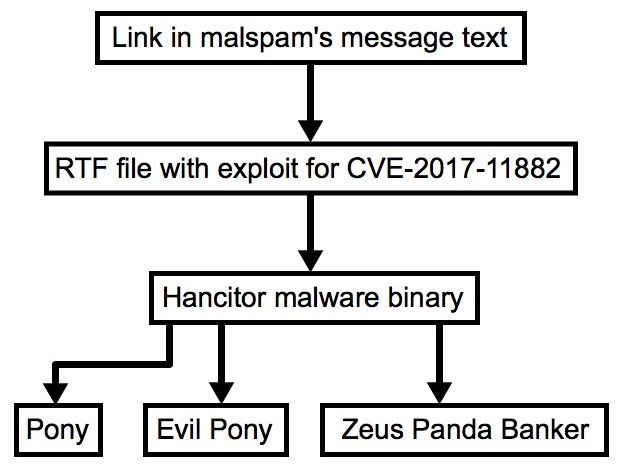 Link in malspam's message text
RTF file with exploit for CVE-2017-11882
Hancitor malware binary
Pony
Evil Pony
Zeus Panda Banker